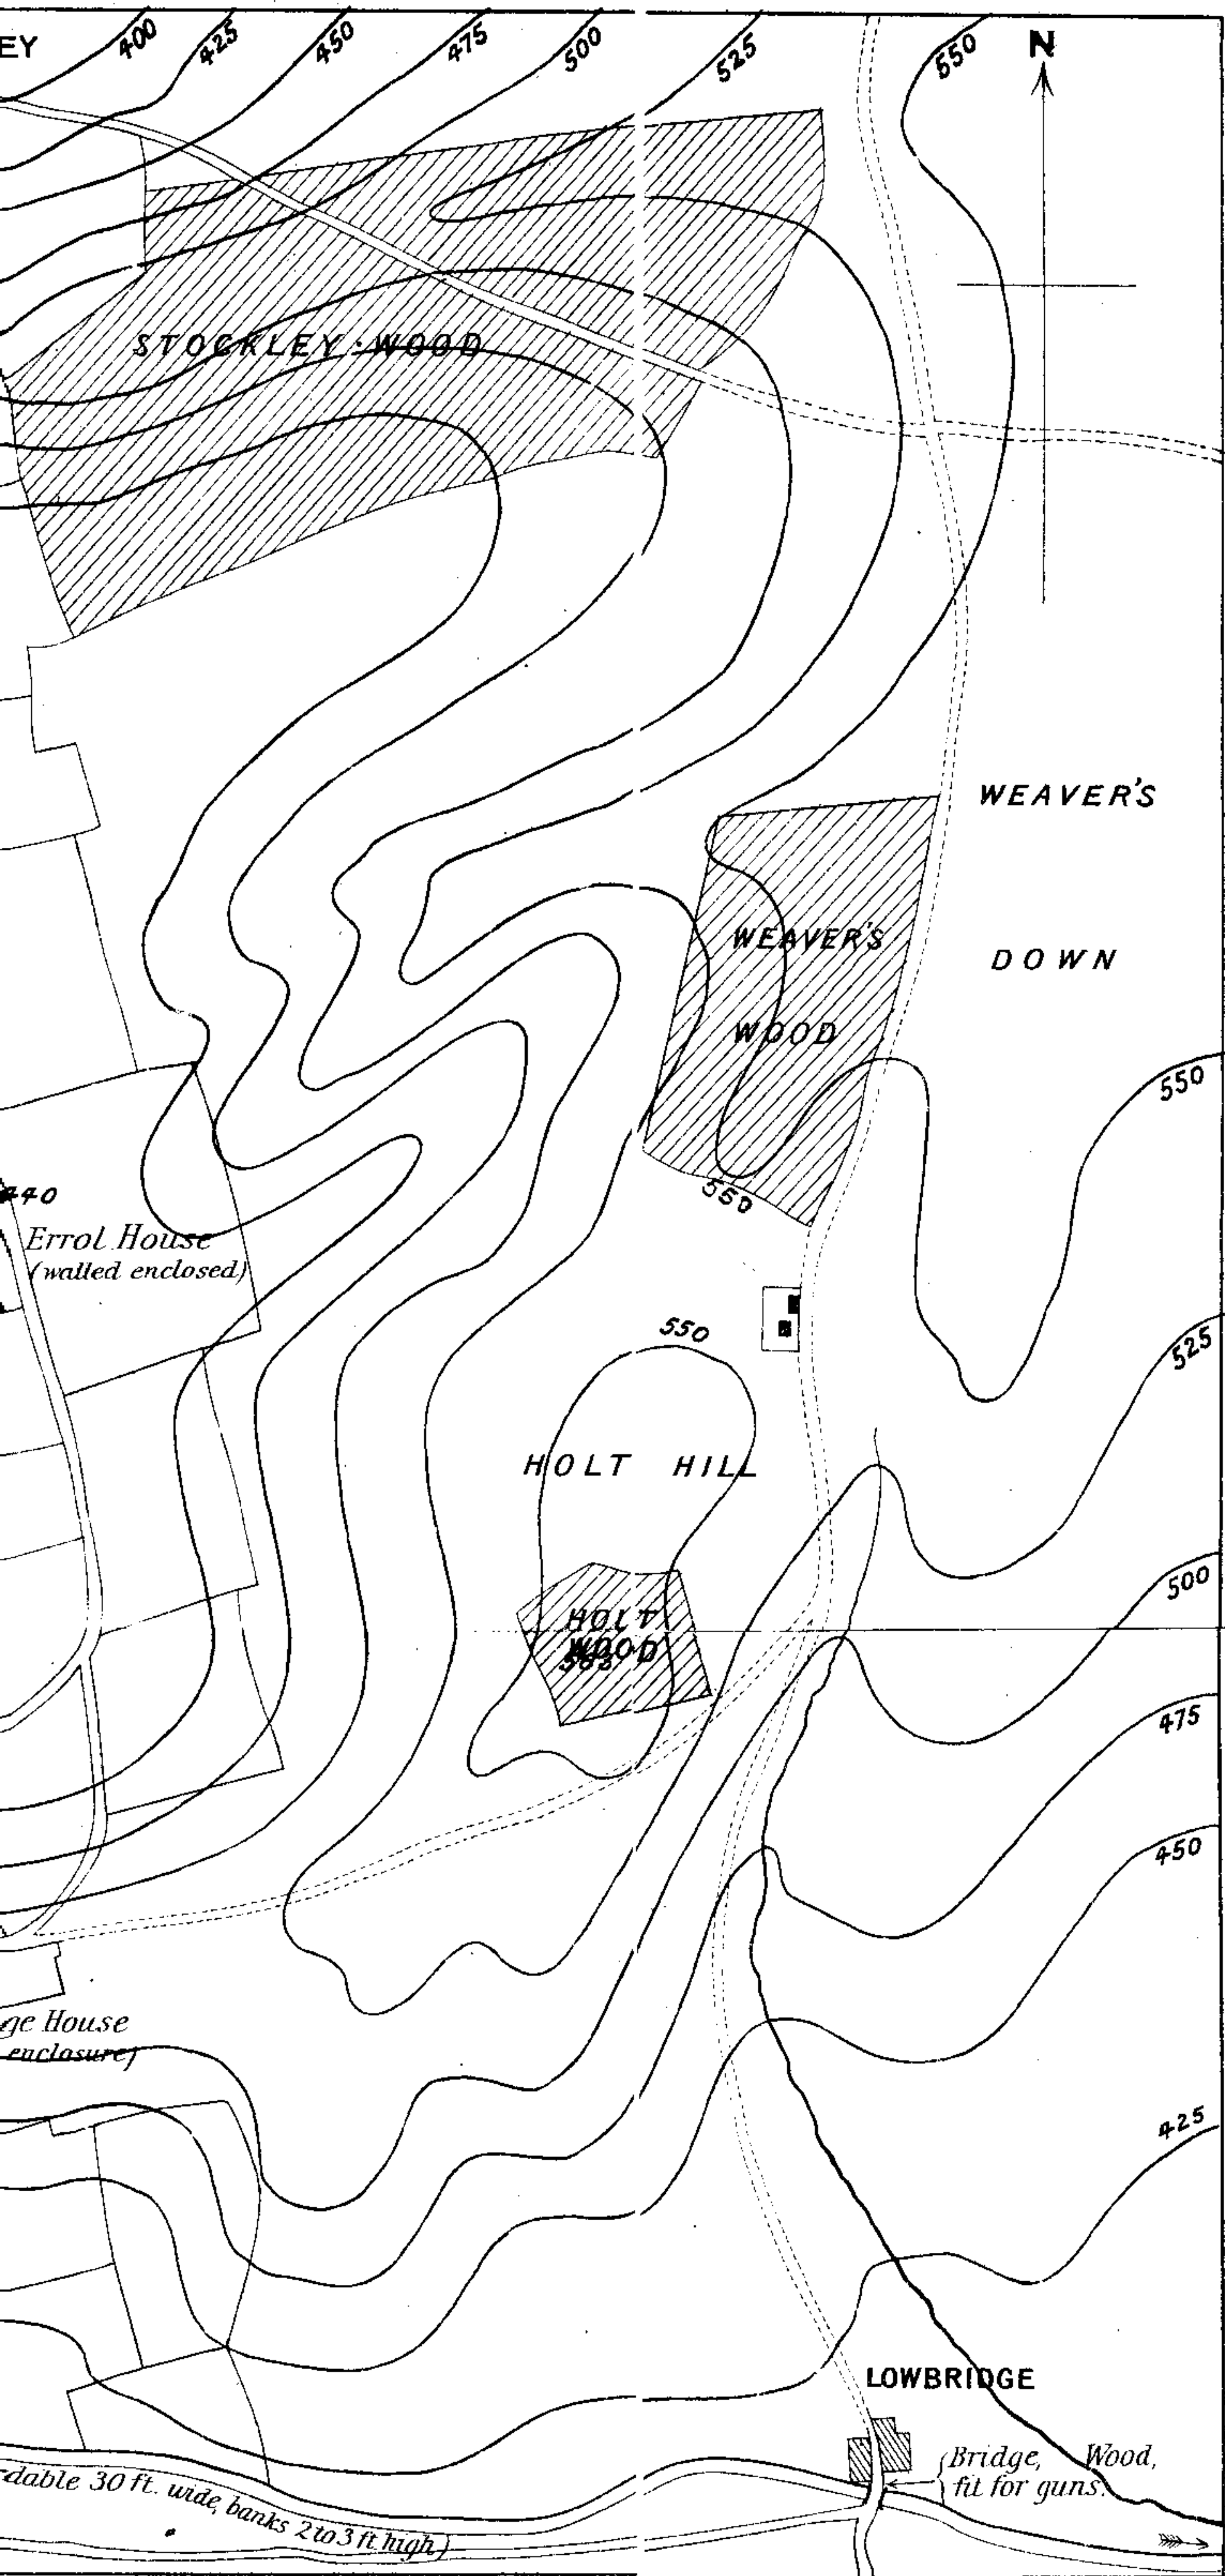 EY
400
425
450
475
500
525
550
N
STOCKLEY WOOD
WEAVER'S
DOWN
WEAVER'S
WOOD
550
550
440
Errol House
(walled enclosed)
525
550
HOLT HILL
500
HOLT
WOOD
563
475
450
ge House
enclosure)
425
LOWBRIDGE
Bridge, Wood,
fit for guns.
dable 30 ft. wide, banks 2 to 3 ft high)